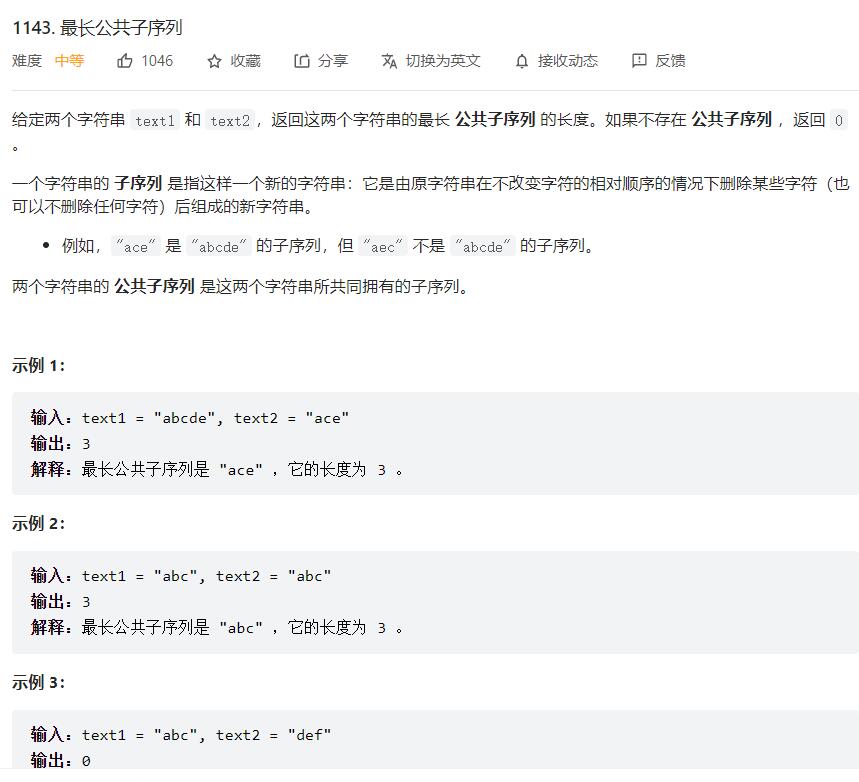 1143. 最长公共子序列
难度 中等 1046 收藏 分享 切换为英文 接收动态 反馈
给定两个字符串 text1 和 text2，返回这两个字符串的最长 公共子序列 的长度。如果不存在 公共子序列 ，返回 0
。
一个字符串的 子序列 是指这样一个新的字符串：它是由原字符串在不改变字符的相对顺序的情况下删除某些字符（也
可以不删除任何字符）后组成的新字符串。
• 例如，"ace" 是 "abcde" 的子序列，但 "aec" 不是 "abcde" 的子序列。
两个字符串的 公共子序列 是这两个字符串所共同拥有的子序列。
示例 1：
输入：text1 = "abcde", text2 = "ace"
输出：3
解释：最长公共子序列是 "ace" ，它的长度为 3 。
示例 2：
输入：text1 = "abc", text2 = "abc"
输出：3
解释：最长公共子序列是 "abc" ，它的长度为 3 。
示例 3：
输入：text1 = "abc", text2 = "def"
输出：0